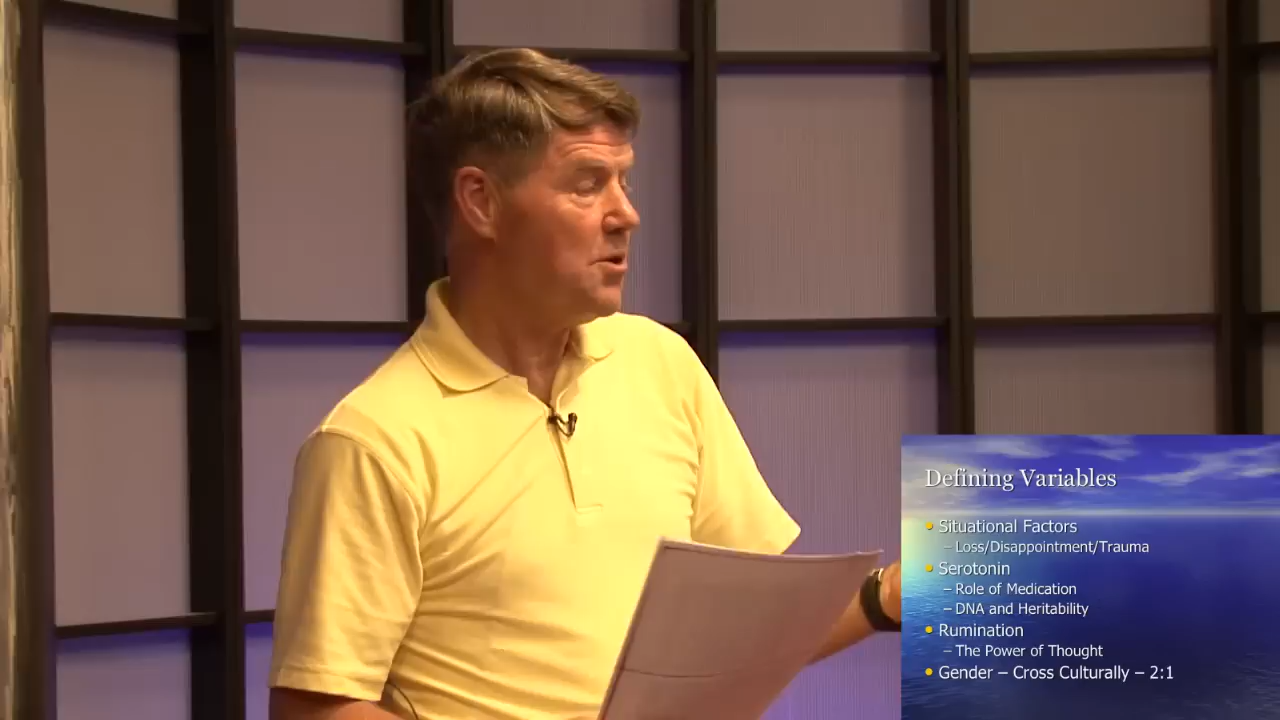 Defining Variables
• Situational Factors
– Loss/Disappointment/Trauma
• Serotonin
– Role of Medication
– DNA and Heritability
• Rumination
– The Power of Thought
• Gender – Cross Culturally – 2:1